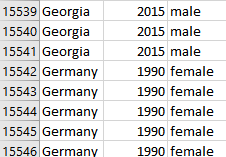 15539 Georgia 2015 male
15540 Georgia 2015 male
15541 Georgia 2015 male
15542 Germany 1990 female
15543 Germany 1990 female
15544 Germany 1990 female
15545 Germany 1990 female
15546 Germany 1990 female